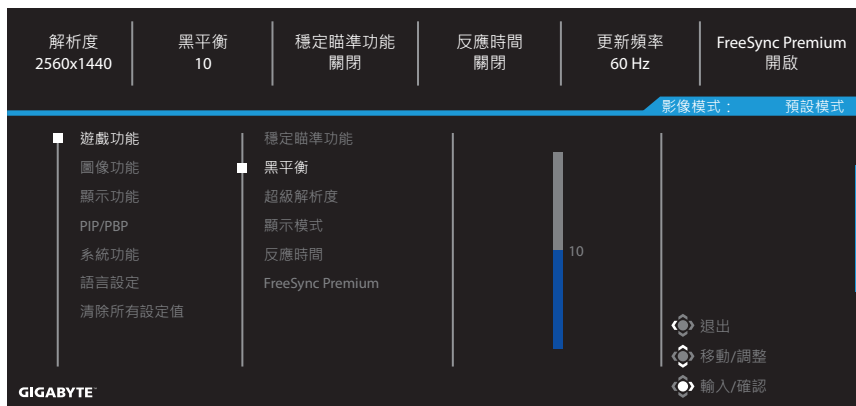 解析度
2560x1440
黑平衡
10
穩定瞄準功能
關閉
反應時間
關閉
更新頻率
60 Hz
FreeSync Premium
開啟
影像模式： 預設模式
遊戲功能
圖像功能
顯示功能
PIP/PBP
系統功能
語言設定
清除所有設定值
穩定瞄準功能
黑平衡
超級解析度
顯示模式
反應時間
FreeSync Premium
10
退出
移動/調整
輸入/確認
GIGABYTE™